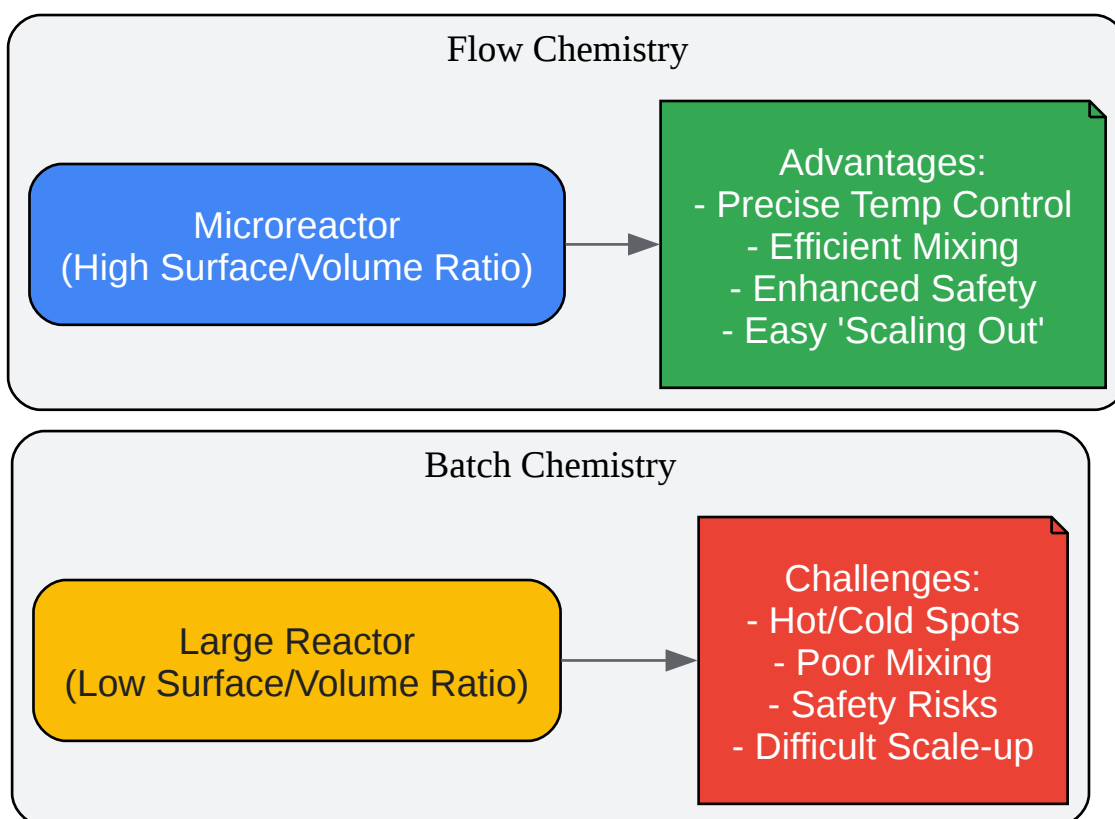 Flow Chemistry
Microreactor
(High Surface/Volume Ratio)
Advantages:
- Precise Temp Control
- Efficient Mixing
- Enhanced Safety
- Easy 'Scaling Out'
Batch Chemistry
Large Reactor
(Low Surface/Volume Ratio)
Challenges:
- Hot/Cold Spots
- Poor Mixing
- Safety Risks
- Difficult Scale-up